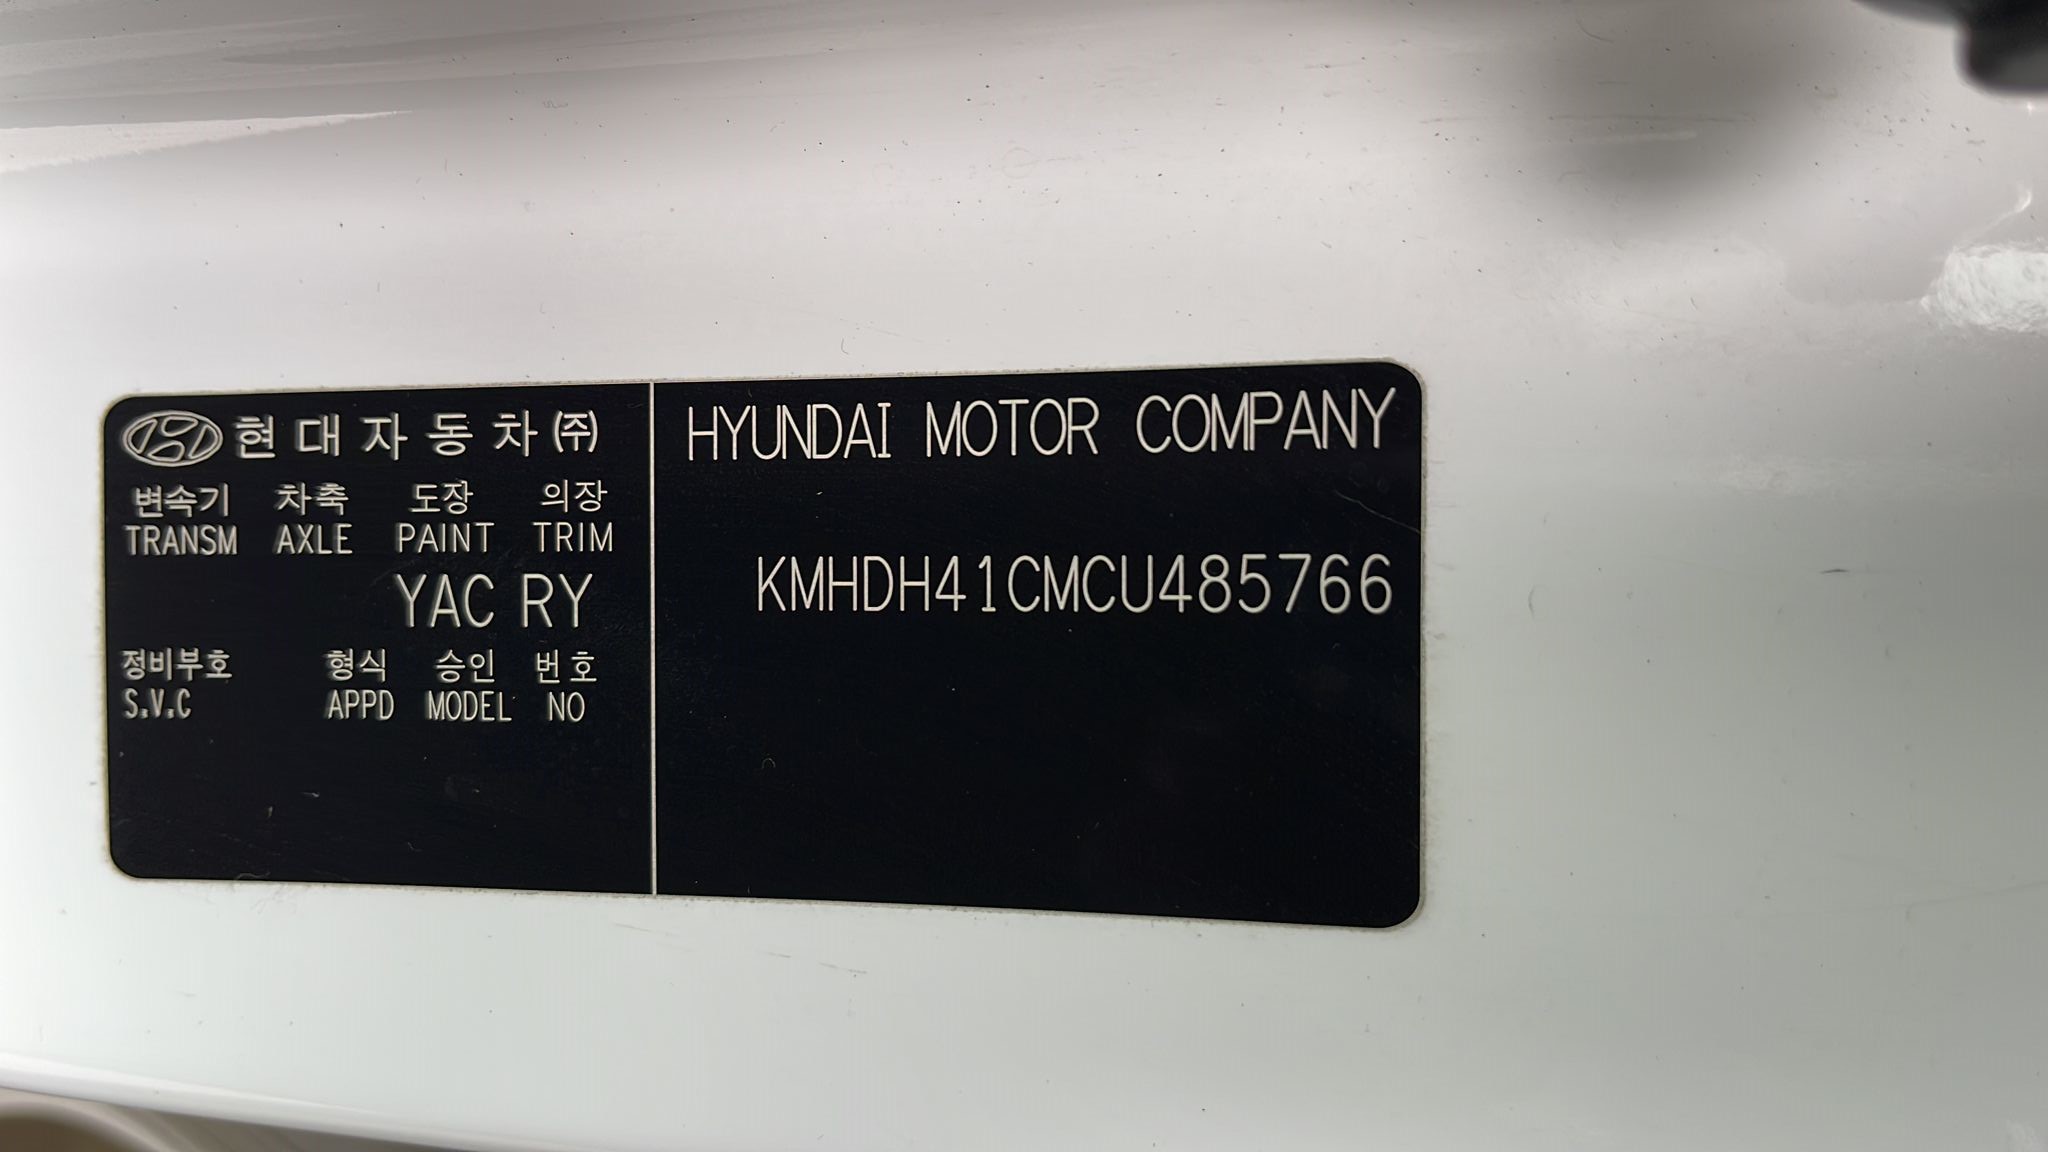 현대자동차㈜
변속기 차축 도장 의장
TRANSM AXLE PAINT TRIM
YAC RY
정비부호 형식 승인 번호
S.V.C APPD MODEL NO
HYUNDAI MOTOR COMPANY
KMHDH41CMCU485766